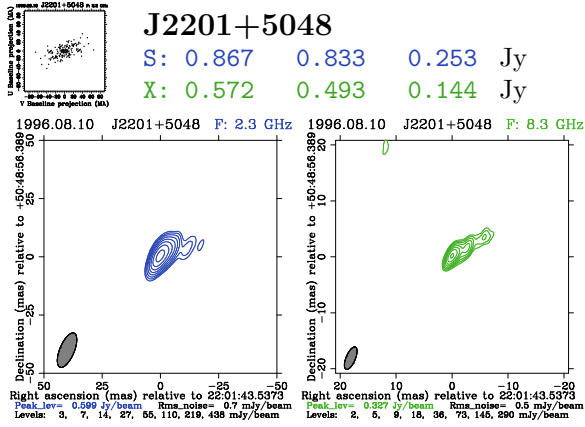 J2201+5048
S: 0.867 0.833 0.253 Jy
X: 0.572 0.493 0.144 Jy
U Baseline projection (Mλ)
V Baseline projection (Mλ)
1996.08.10 J2201+5048 F: 2.3 GHz
Declination (mas) relative to +50:48:56.389
50
25
0
−25
−50
50 25 0 −25 −50
Right ascension (mas) relative to 22:01:43.5373
Peak_lev= 0.599 Jy/beam Rms_noise= 0.7 mJy/beam
Levels: 3, 7, 14, 27, 55, 110, 219, 438 mJy/beam
1996.08.10 J2201+5048 F: 8.3 GHz
Declination (mas) relative to +50:48:56.389
20
10
0
−10
−20
20 10 0 −10 −20
Right ascension (mas) relative to 22:01:43.5373
Peak_lev= 0.327 Jy/beam Rms_noise= 0.5 mJy/beam
Levels: 2, 5, 9, 18, 36, 73, 145, 290 mJy/beam